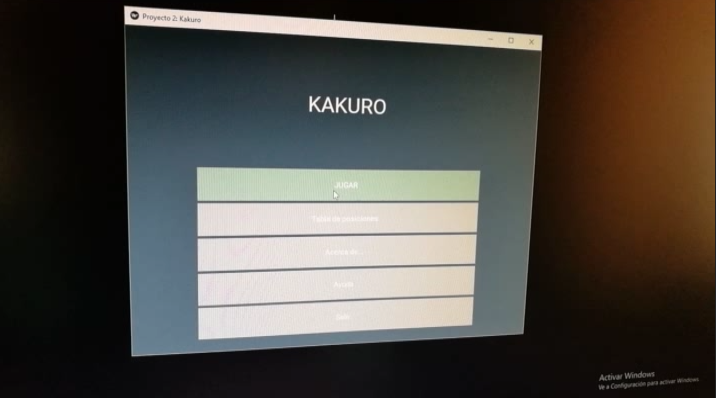 Proyecto 2: Kakuro
KAKURO
JUGAR
Tabla de posiciones
Acerca de...
Ayuda
Salir
Activar Windows
Ve a Configuración para activar Windows.